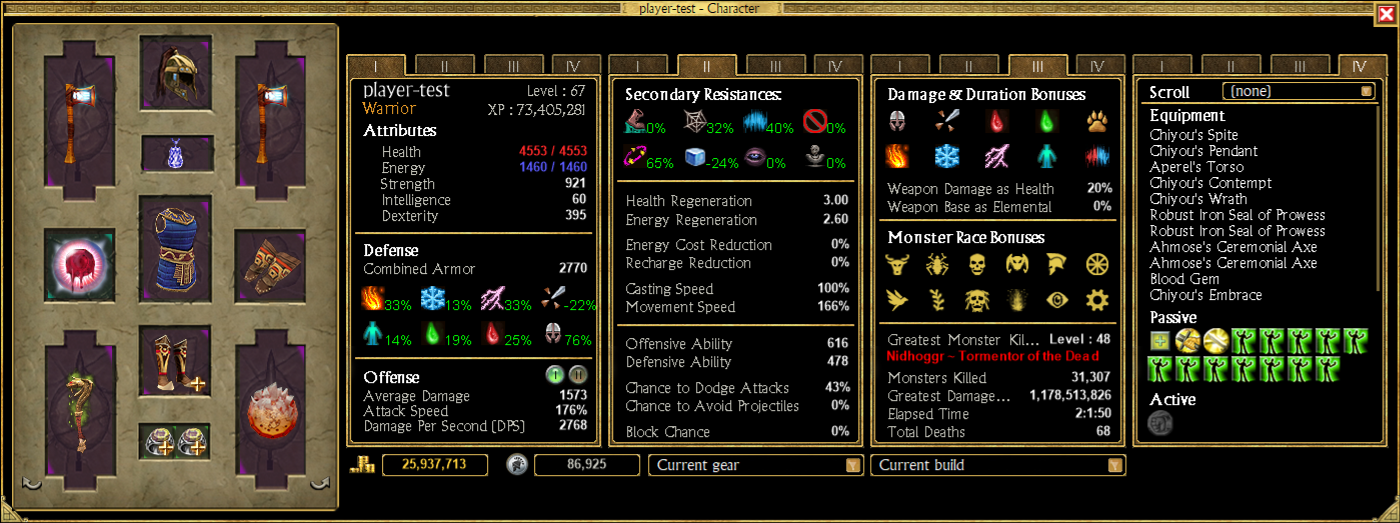 player-test - Character
I II III IV
player-test Level : 67
Warrior XP : 73,405,281
Attributes
Health 4553 / 4553
Energy 1460 / 1460
Strength 921
Intelligence 60
Dexterity 395
Defense
Combined Armor 2770
33% 13% 33% -22%
14% 19% 25% 76%
Offense I II
Average Damage 1573
Attack Speed 176%
Damage Per Second [DPS] 2768
I II III IV
Secondary Resistances:
0% 32% 40% 0%
65% -24% 0% 0%
Health Regeneration 3.00
Energy Regeneration 2.60
Energy Cost Reduction 0%
Recharge Reduction 0%
Casting Speed 100%
Movement Speed 166%
Offensive Ability 616
Defensive Ability 478
Chance to Dodge Attacks 43%
Chance to Avoid Projectiles 0%
Block Chance 0%
I II III IV
Damage & Duration Bonuses
Weapon Damage as Health 20%
Weapon Base as Elemental 0%
Monster Race Bonuses
Greatest Monster Kil... Level : 48
Nidhoggr ~ Tormentor of the Dead
Monsters Killed 31,307
Greatest Damage... 1,178,513,826
Elapsed Time 2:1:50
Total Deaths 68
I II III IV
Scroll (none)
Equipment
Chiyou's Spite
Chiyou's Pendant
Aperel's Torso
Chiyou's Contempt
Chiyou's Wrath
Robust Iron Seal of Prowess
Robust Iron Seal of Prowess
Ahmose's Ceremonial Axe
Ahmose's Ceremonial Axe
Blood Gem
Chiyou's Embrace
Passive
Active
25,937,713 86,925 Current gear Current build